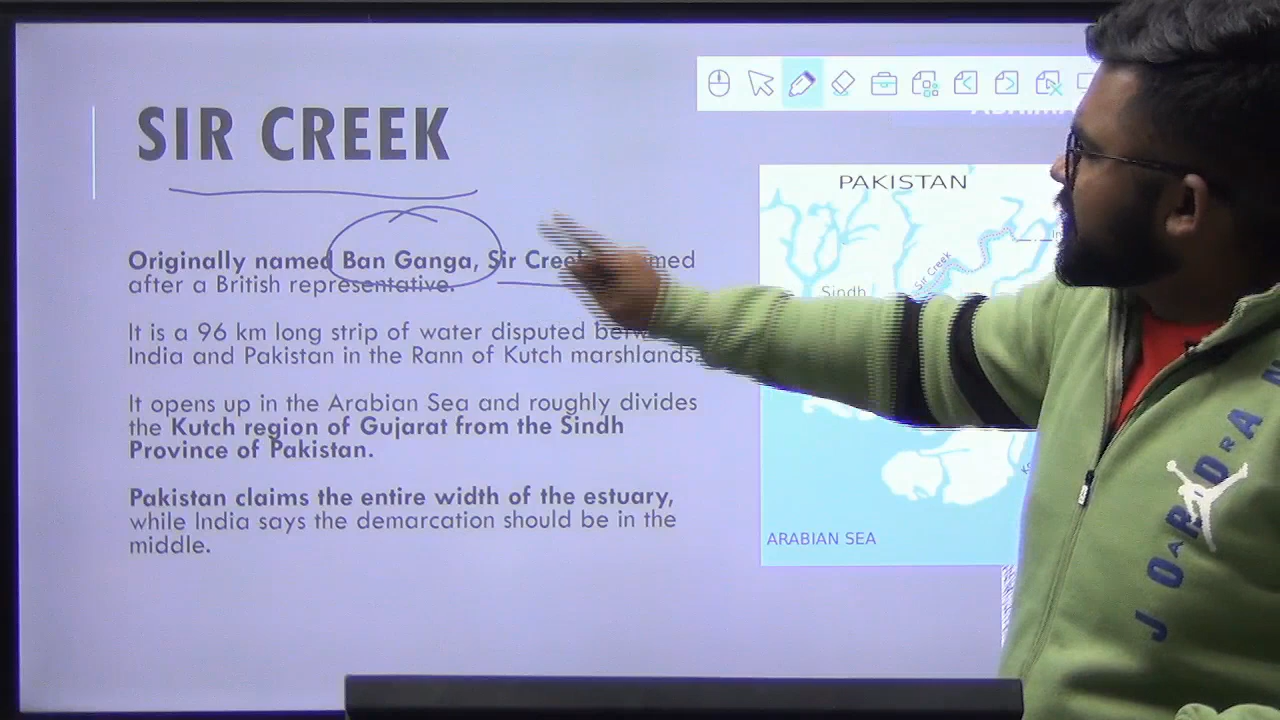 SIR CREEK
Originally named Ban Ganga, Sir Creek
after a British representative.
It is a 96 km long strip of water disputed
India and Pakistan in the Rann of Kutch marshlands.
It opens up in the Arabian Sea and roughly divides
the Kutch region of Gujarat from the Sindh
Province of Pakistan.
Pakistan claims the entire width of the estuary,
while India says the demarcation should be in the
middle.
PAKISTAN
Sir Creek
Sindh
ARABIAN SEA
JORDAN